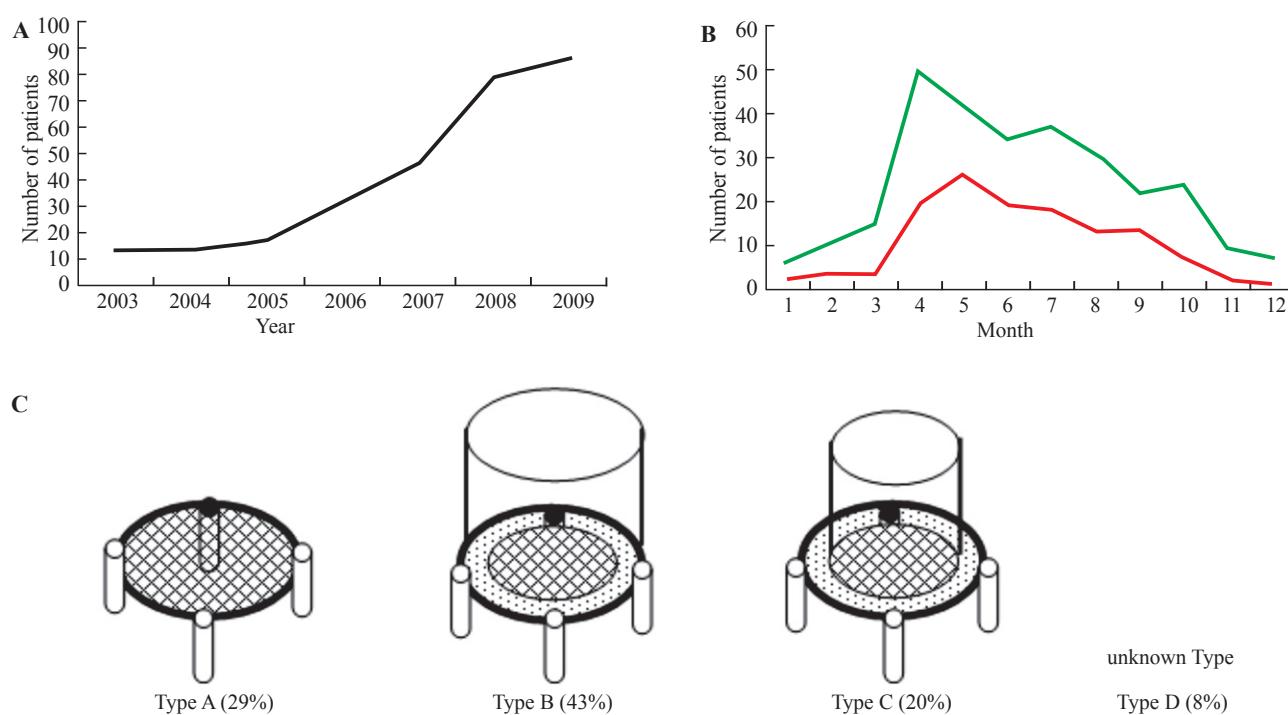 A
Number of patients
100
90
80
70
60
50
40
30
20
10
0
2003 2004 2005 2006 2007 2008 2009
Year
B
Number of patients
60
50
40
30
20
10
0
1 2 3 4 5 6 7 8 9 10 11 12
Month
C
unknown Type
Type A (29%) Type B (43%) Type C (20%) Type D (8%)